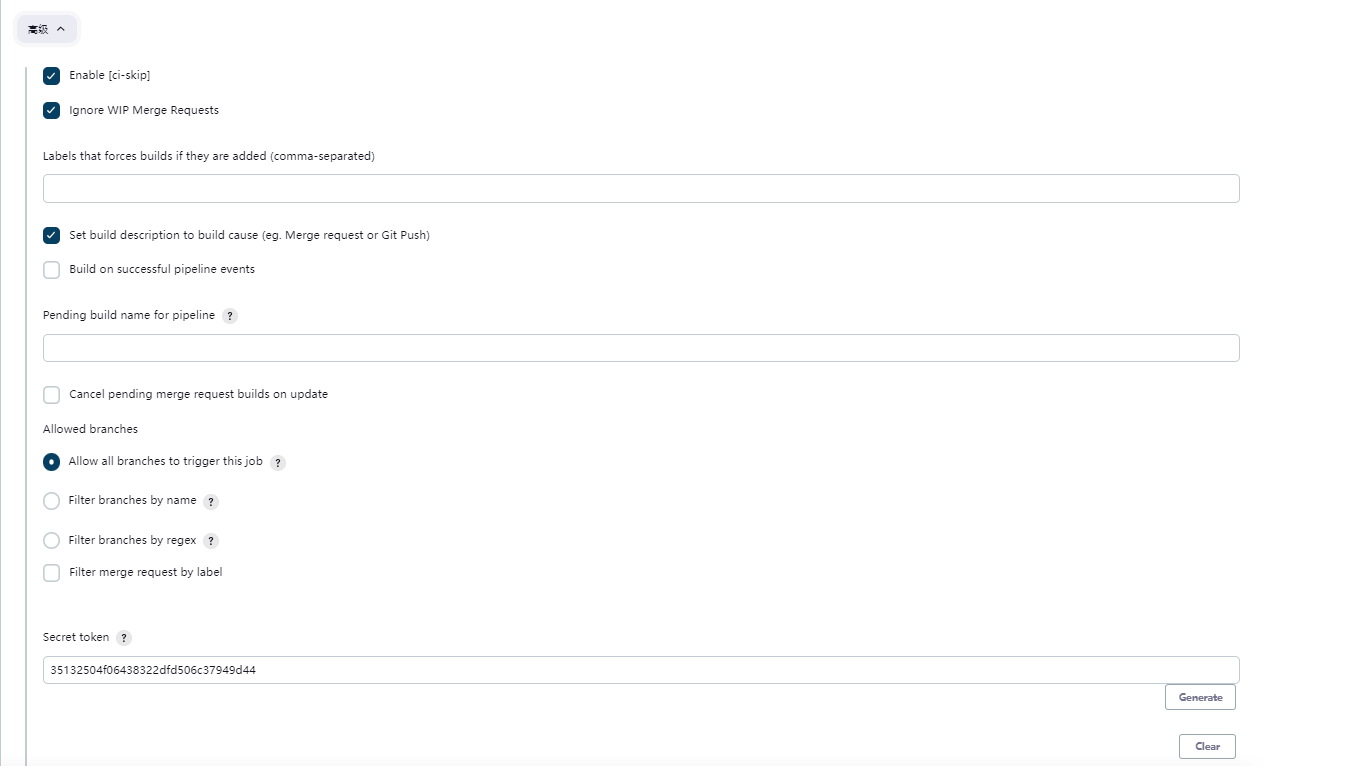 高级
Enable [ci-skip]
Ignore WIP Merge Requests
Labels that forces builds if they are added (comma-separated)
Set build description to build cause (eg. Merge request or Git Push)
Build on successful pipeline events
Pending build name for pipeline ?
Cancel pending merge request builds on update
Allowed branches
Allow all branches to trigger this job ?
Filter branches by name ?
Filter branches by regex ?
Filter merge request by label
Secret token ?
35132504f06438322dfd506c37949d44
Generate
Clear